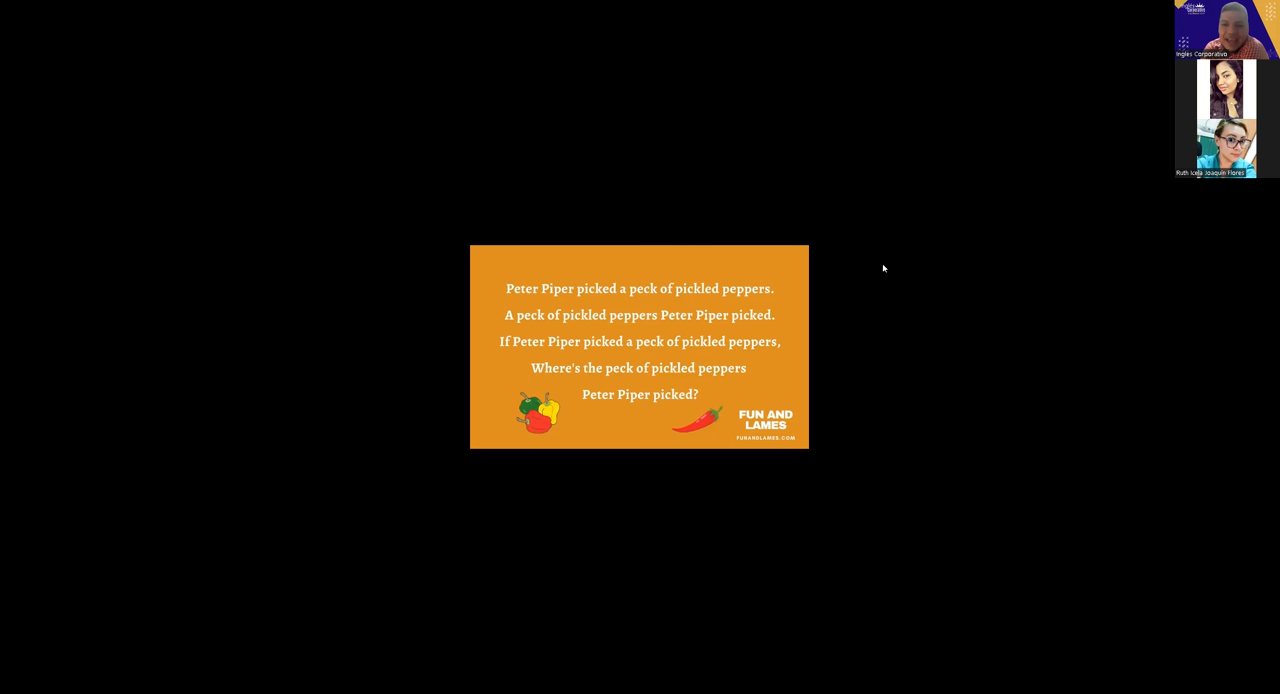 Inglés Corporativo
Ruth Icela Joaquin Flores
Peter Piper picked a peck of pickled peppers.
A peck of pickled peppers Peter Piper picked.
If Peter Piper picked a peck of pickled peppers,
Where's the peck of pickled peppers
Peter Piper picked?
FUN AND
LAMES
FUNANDLAMES.COM